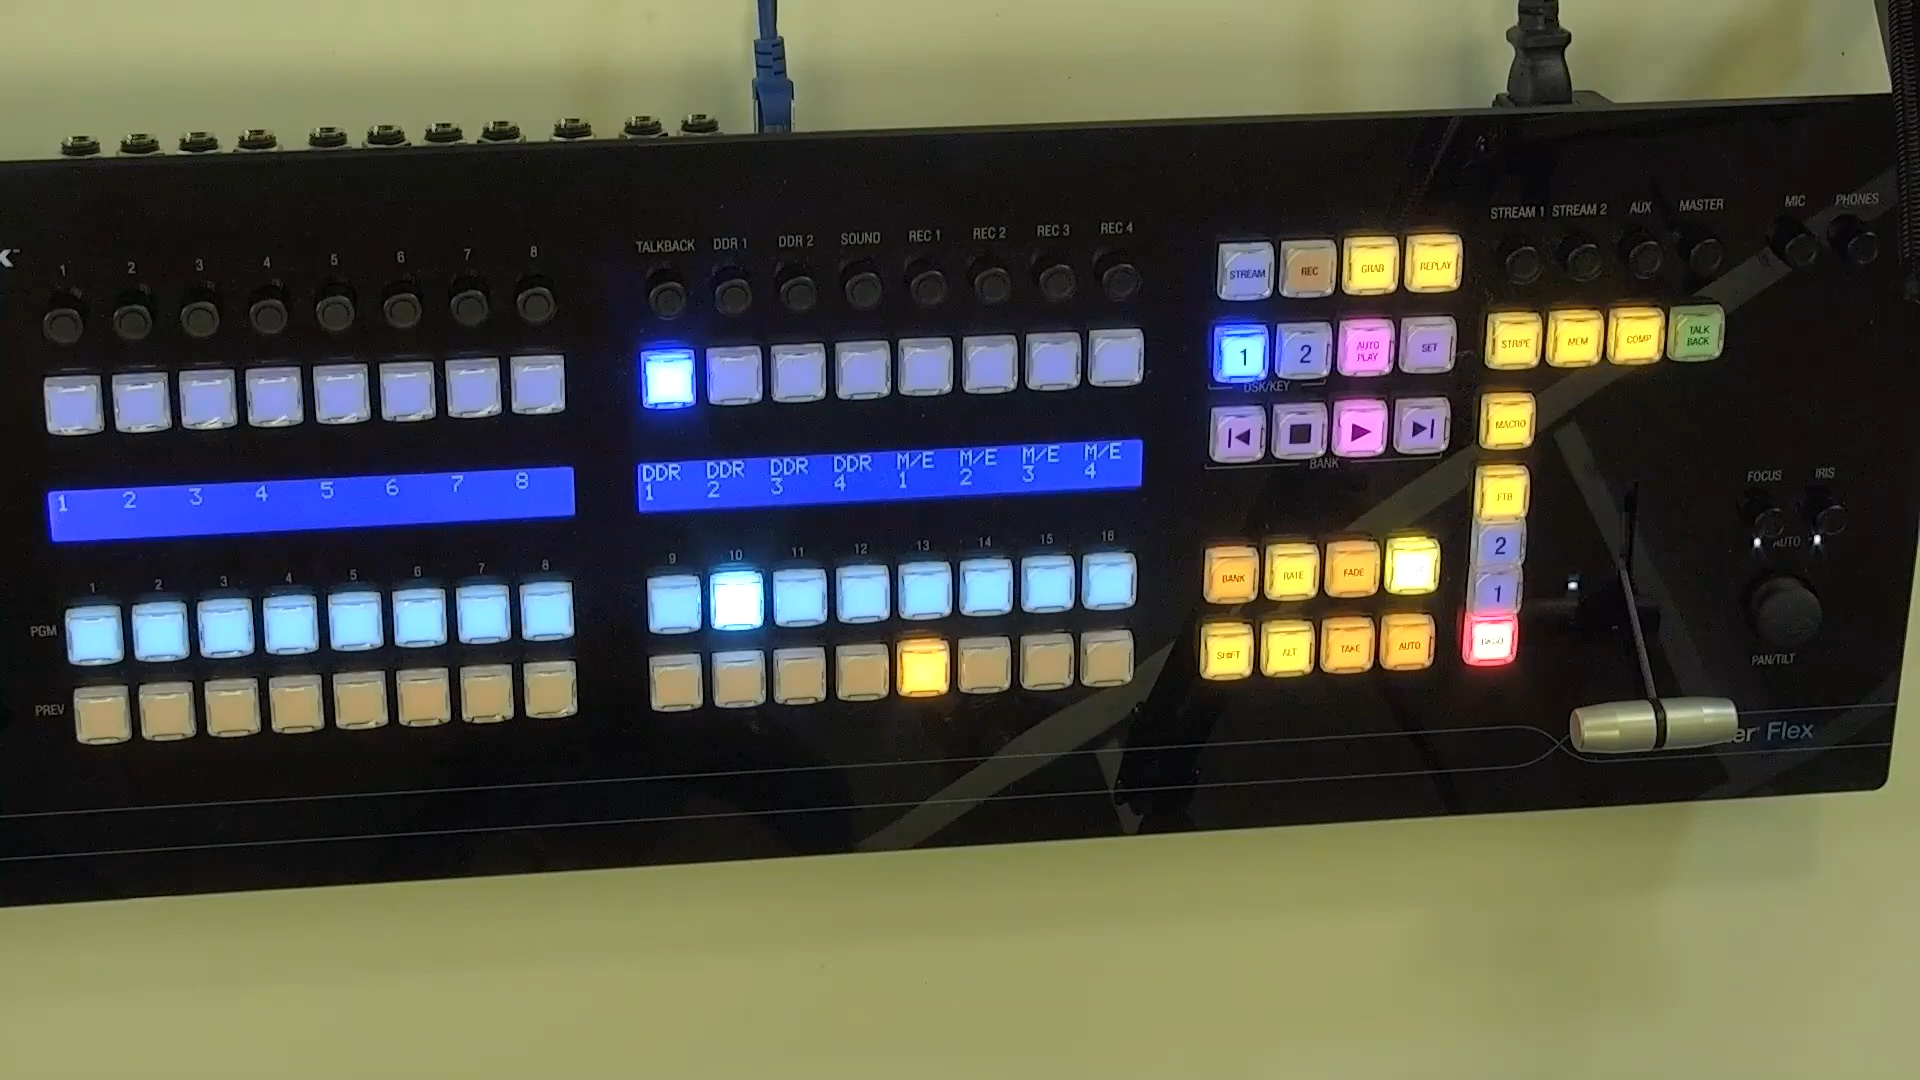 TALKBACK DDR 1 DDR 2 SOUND REC 1 REC 2 REC 3 REC 4
STREAM 1 STREAM 2 AUX MASTER MIC PHONES
1 2 3 4 5 6 7 8
STREAM REC GRAB REPLAY
STRIPE MEM COMP TALK BACK
1 2 AUTO PLAY SET
DSK/KEY
MACRO
BANK
1 2 3 4 5 6 7 8
DDR DDR DDR DDR M/E M/E M/E M/E
1 2 3 4 1 2 3 4
FTB
FOCUS IRIS
AUTO
2
1
BKGD
9 10 11 12 13 14 15 16
1 2 3 4 5 6 7 8
PGM
BANK RATE FADE
PREV
SHIFT ALT TAKE AUTO
PAN/TILT
Flex